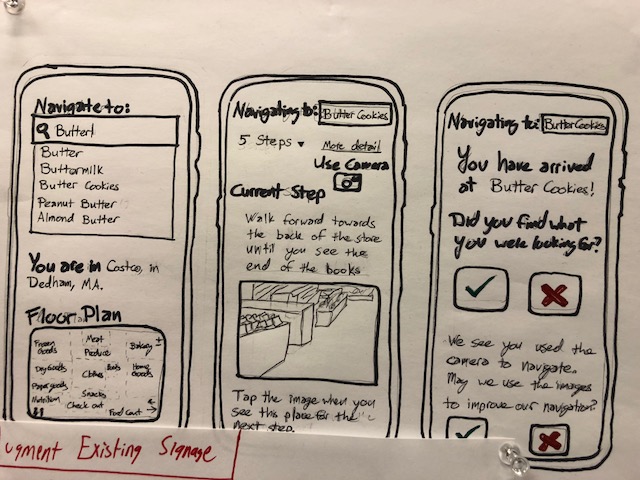 Navigate to:
Butter|
Butter
Buttermilk
Butter Cookies
Peanut Butter
Almond Butter
You are in Costco, in
Dedham, MA.
Floor Plan
Frozen Goods
Meat
Produce
Bakery
Dry Goods
Clothes
Home Goods
Paper goods
Nutrition
Snacks
Check out
Food Court
Navigating to: Butter Cookies
5 Steps ▾ More detail
Use Camera
Current Step
Walk forward towards
the back of the store
until you see the
end of the books
Tap the image when you
see this place for the
next step.
Navigating to: Butter Cookies
You have arrived
at Butter Cookies!
Did you find what
you were looking for?
We see you used the
camera to navigate.
May we use the images
to improve our navigation?
ugment Existing Signage